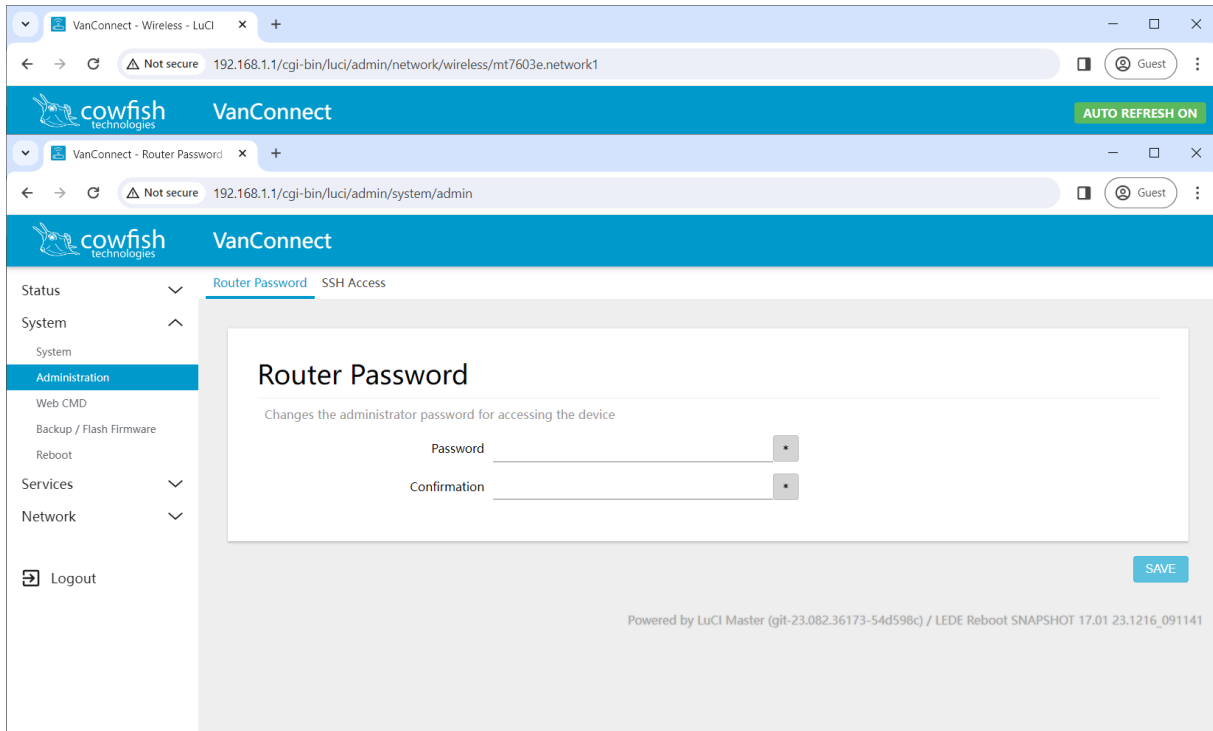 VanConnect - Wireless - LuCI
Not secure 192.168.1.1/cgi-bin/luci/admin/network/wireless/mt7603e.network1 Guest
cowfish technologies VanConnect AUTO REFRESH ON
VanConnect - Router Password
Not secure 192.168.1.1/cgi-bin/luci/admin/system/admin Guest
cowfish technologies VanConnect
Status
System
System
Administration
Web CMD
Backup / Flash Firmware
Reboot
Services
Network
Logout
Router Password SSH Access
Router Password
Changes the administrator password for accessing the device
Password *
Confirmation *
SAVE
Powered by LuCI Master (git-23.082.36173-54d598c) / LEDE Reboot SNAPSHOT 17.01 23.1216_091141